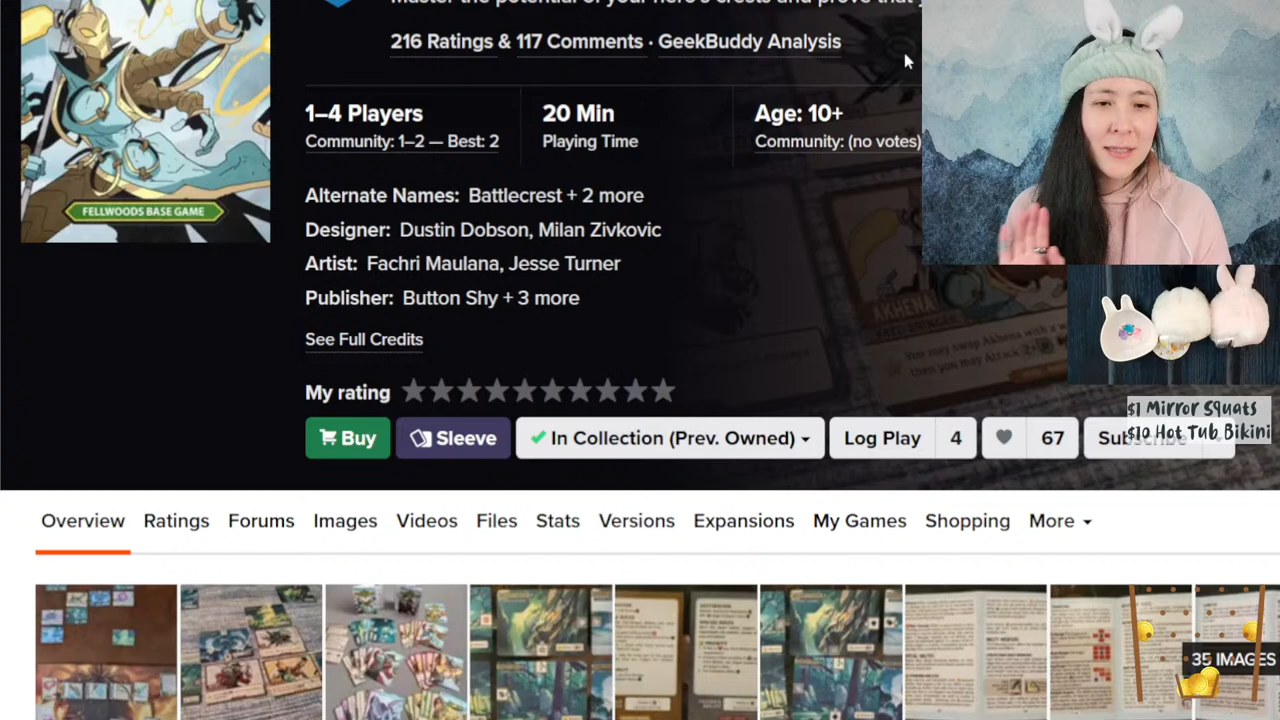 216 Ratings & 117 Comments · GeekBuddy Analysis
1–4 Players
Community: 1–2 — Best: 2
20 Min
Playing Time
Age: 10+
Community: (no votes)
Alternate Names: Battlecrest + 2 more
Designer: Dustin Dobson, Milan Zivkovic
Artist: Fachri Maulana, Jesse Turner
Publisher: Button Shy + 3 more
See Full Credits
FELLWOODS BASE GAME
AKHENA
My rating
Buy
Sleeve
In Collection (Prev. Owned)
Log Play 4
67
$1 Mirror Squats
$10 Hot Tub Bikini
Overview Ratings Forums Images Videos Files Stats Versions Expansions My Games Shopping More
35 IMAGES